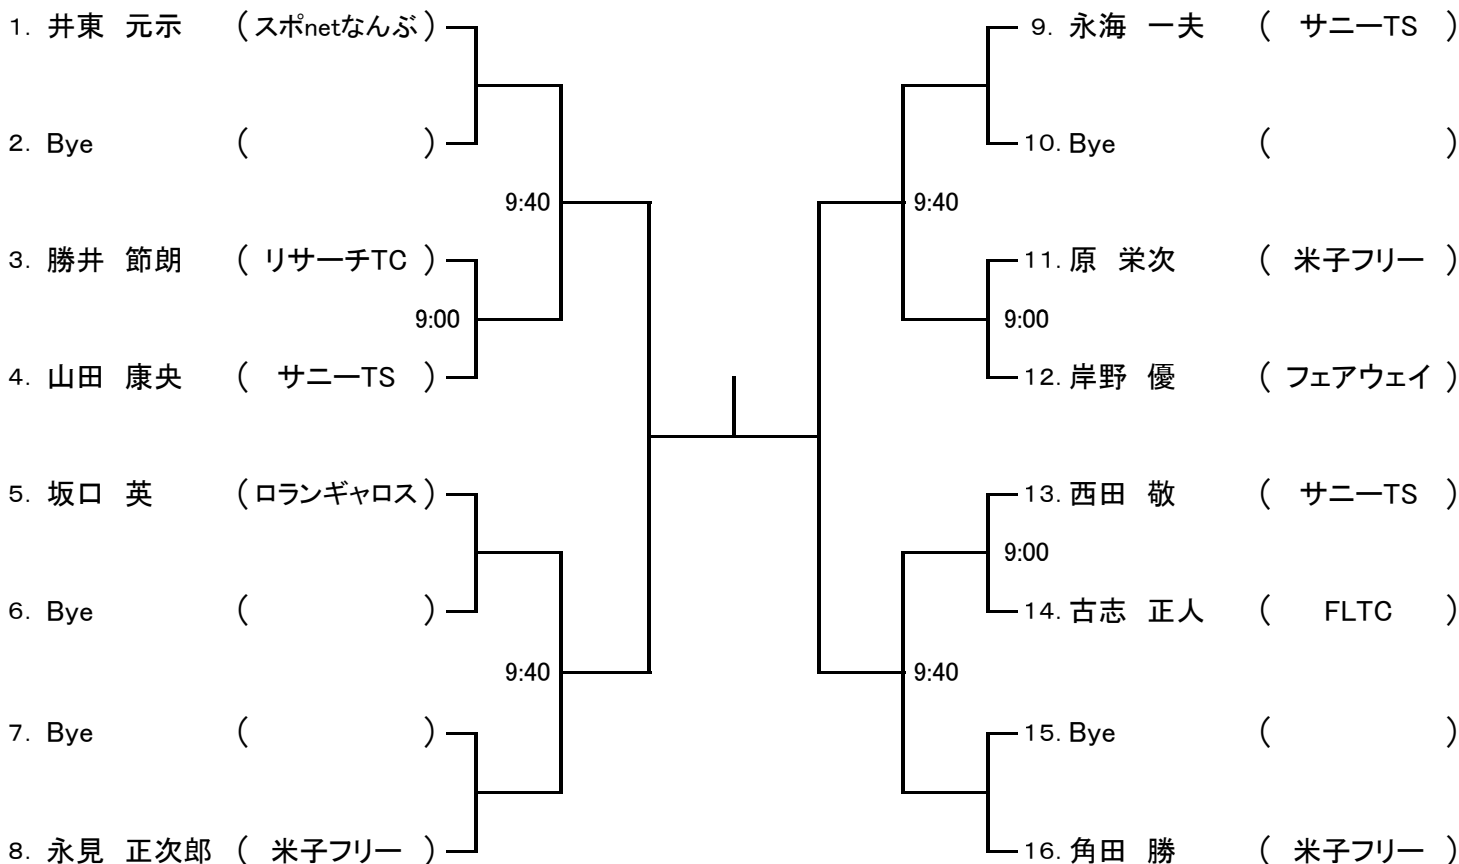 1. 井東　元示 (スポnetなんぶ)
2. Bye ( )
9:40
3. 勝井　節朗 ( リサーチTC )
9:00
4. 山田　康央 ( サニーTS )
5. 坂口　英 (ロランギャロス)
6. Bye ( )
9:40
7. Bye ( )
8. 永見　正次郎 ( 米子フリー )
9. 永海　一夫 ( サニーTS )
10. Bye ( )
9:40
11. 原　栄次 ( 米子フリー )
9:00
12. 岸野　優 ( フェアウェイ )
13. 西田　敬 ( サニーTS )
9:00
14. 古志　正人 ( FLTC )
9:40
15. Bye ( )
16. 角田　勝 ( 米子フリー )